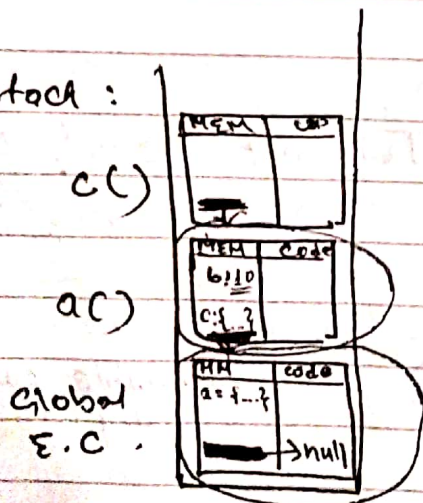 tack :
MEM
c()
MEM Code
b:10
a() c:{...}
MM code
Global a = {...}
E.C. →null